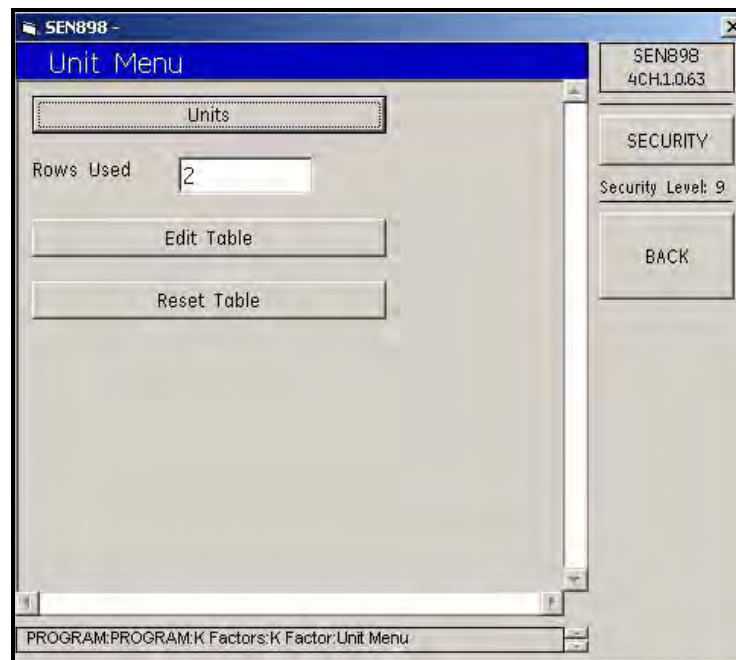 SEN898 -
Unit Menu
Units
Rows Used 2
Edit Table
Reset Table
SEN898
4CH.1.0.63
SECURITY
Security Level: 9
BACK
PROGRAM:PROGRAM:K Factors:K Factor:Unit Menu